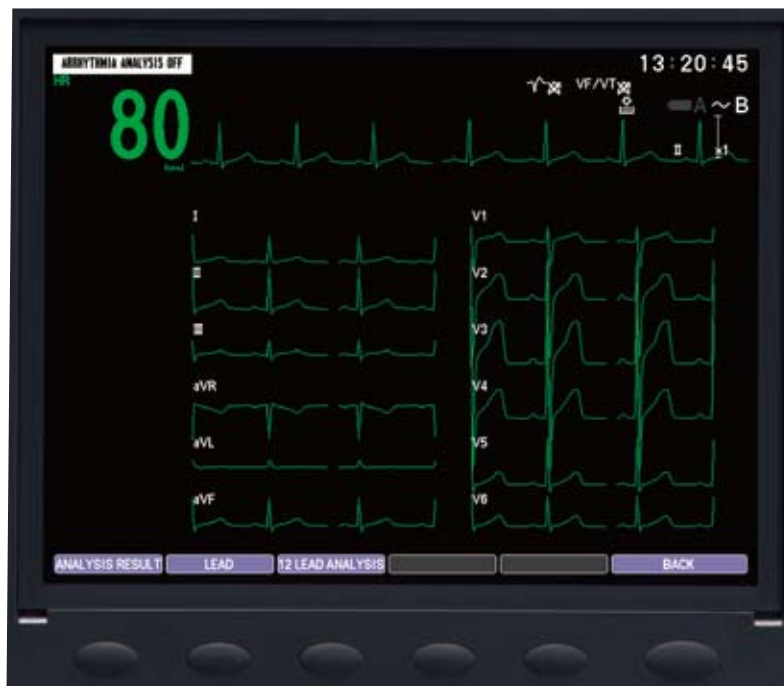 ARRHYTHMIA ANALYSIS OFF
13:20:45
HR
VF/VT
80
A B
II
x1
I
V1
II
V2
III
V3
aVR
V4
aVL
V5
aVF
V6
ANALYSIS RESULT LEAD 12 LEAD ANALYSIS BACK